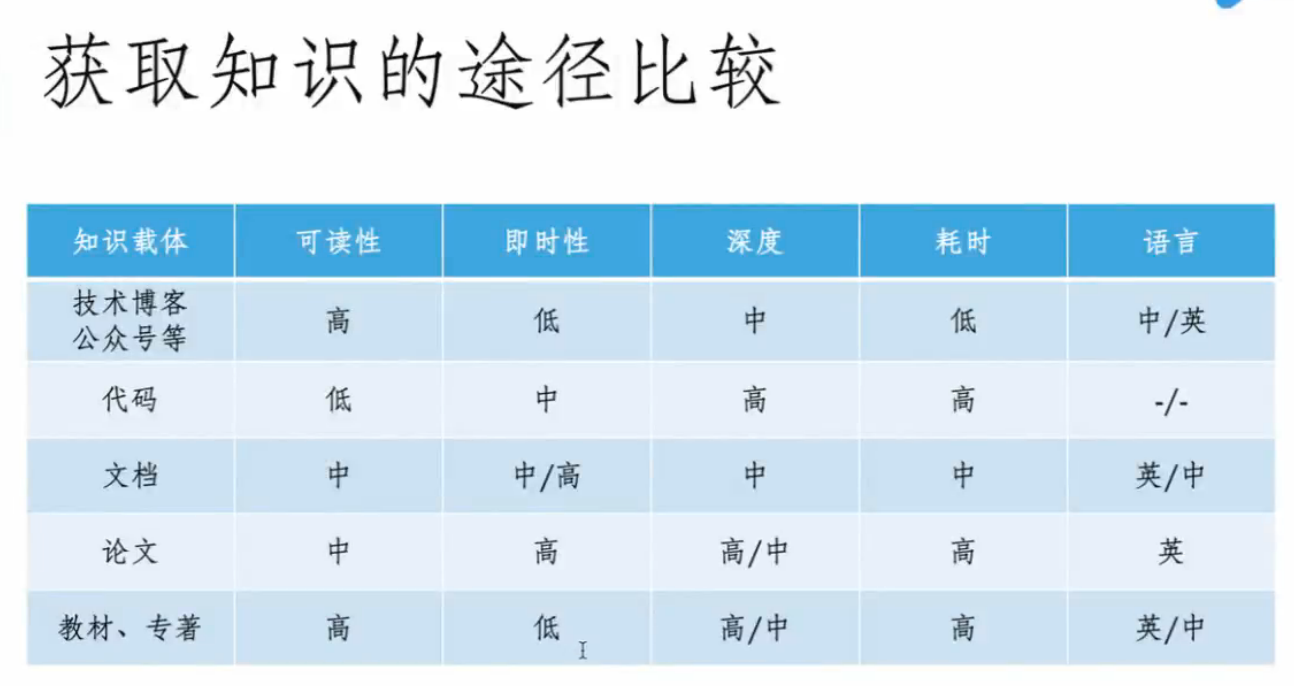 获取知识的途径比较
知识载体 可读性 即时性 深度 耗时 语言
技术博客
公众号等 高 低 中 低 中/英
代码 低 中 高 高 -/-
文档 中 中/高 中 中 英/中
论文 中 高 高/中 高 英
教材、专著 高 低 高/中 高 英/中